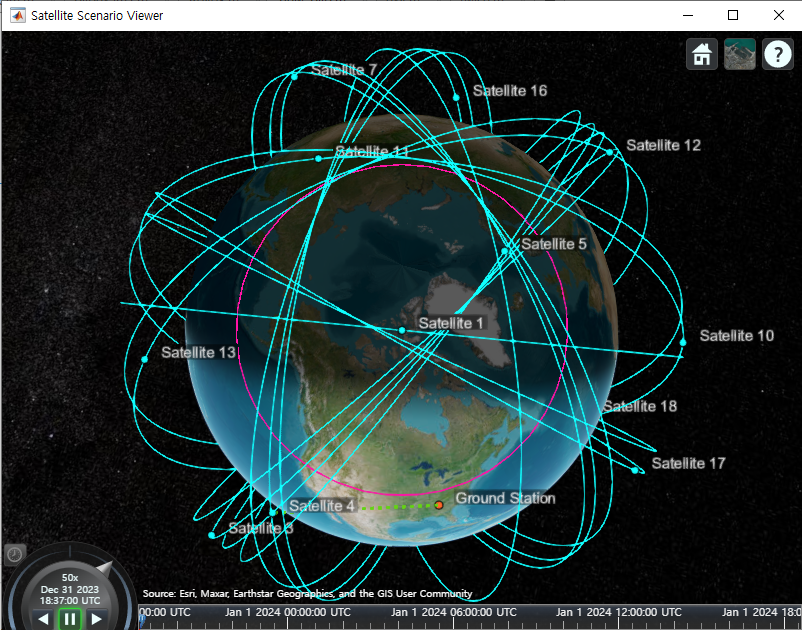 Satellite Scenario Viewer
?
Satellite 7
Satellite 16
Satellite 12
Satellite 11
Satellite 5
Satellite 1
Satellite 10
Satellite 13
Satellite 18
Satellite 17
Satellite 4
Ground Station
Satellite 3
50x
Dec 31 2023
18:37:00 UTC
Source: Esri, Maxar, Earthstar Geographics, and the GIS User Community
00:00 UTC Jan 1 2024 00:00:00 UTC Jan 1 2024 06:00:00 UTC Jan 1 2024 12:00:00 UTC Jan 1 2024 18:0